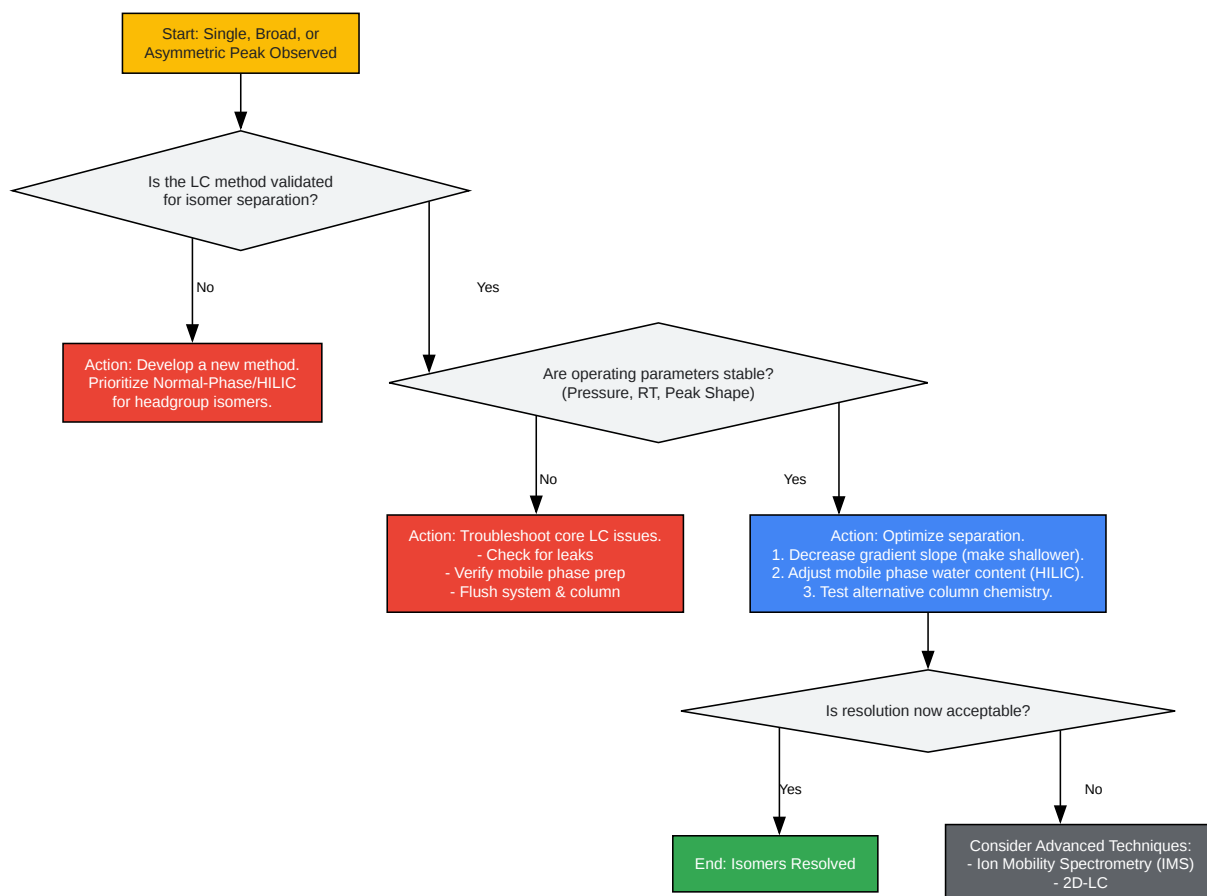 Start: Single, Broad, or
Asymmetric Peak Observed
Is the LC method validated
for isomer separation?
No
Yes
Action: Develop a new method.
Prioritize Normal-Phase/HILIC
for headgroup isomers.
Are operating parameters stable?
(Pressure, RT, Peak Shape)
No
Yes
Action: Troubleshoot core LC issues.
- Check for leaks
- Verify mobile phase prep
- Flush system & column
Action: Optimize separation.
1. Decrease gradient slope (make shallower).
2. Adjust mobile phase water content (HILIC).
3. Test alternative column chemistry.
Is resolution now acceptable?
Yes
No
End: Isomers Resolved
Consider Advanced Techniques:
- Ion Mobility Spectrometry (IMS)
- 2D-LC